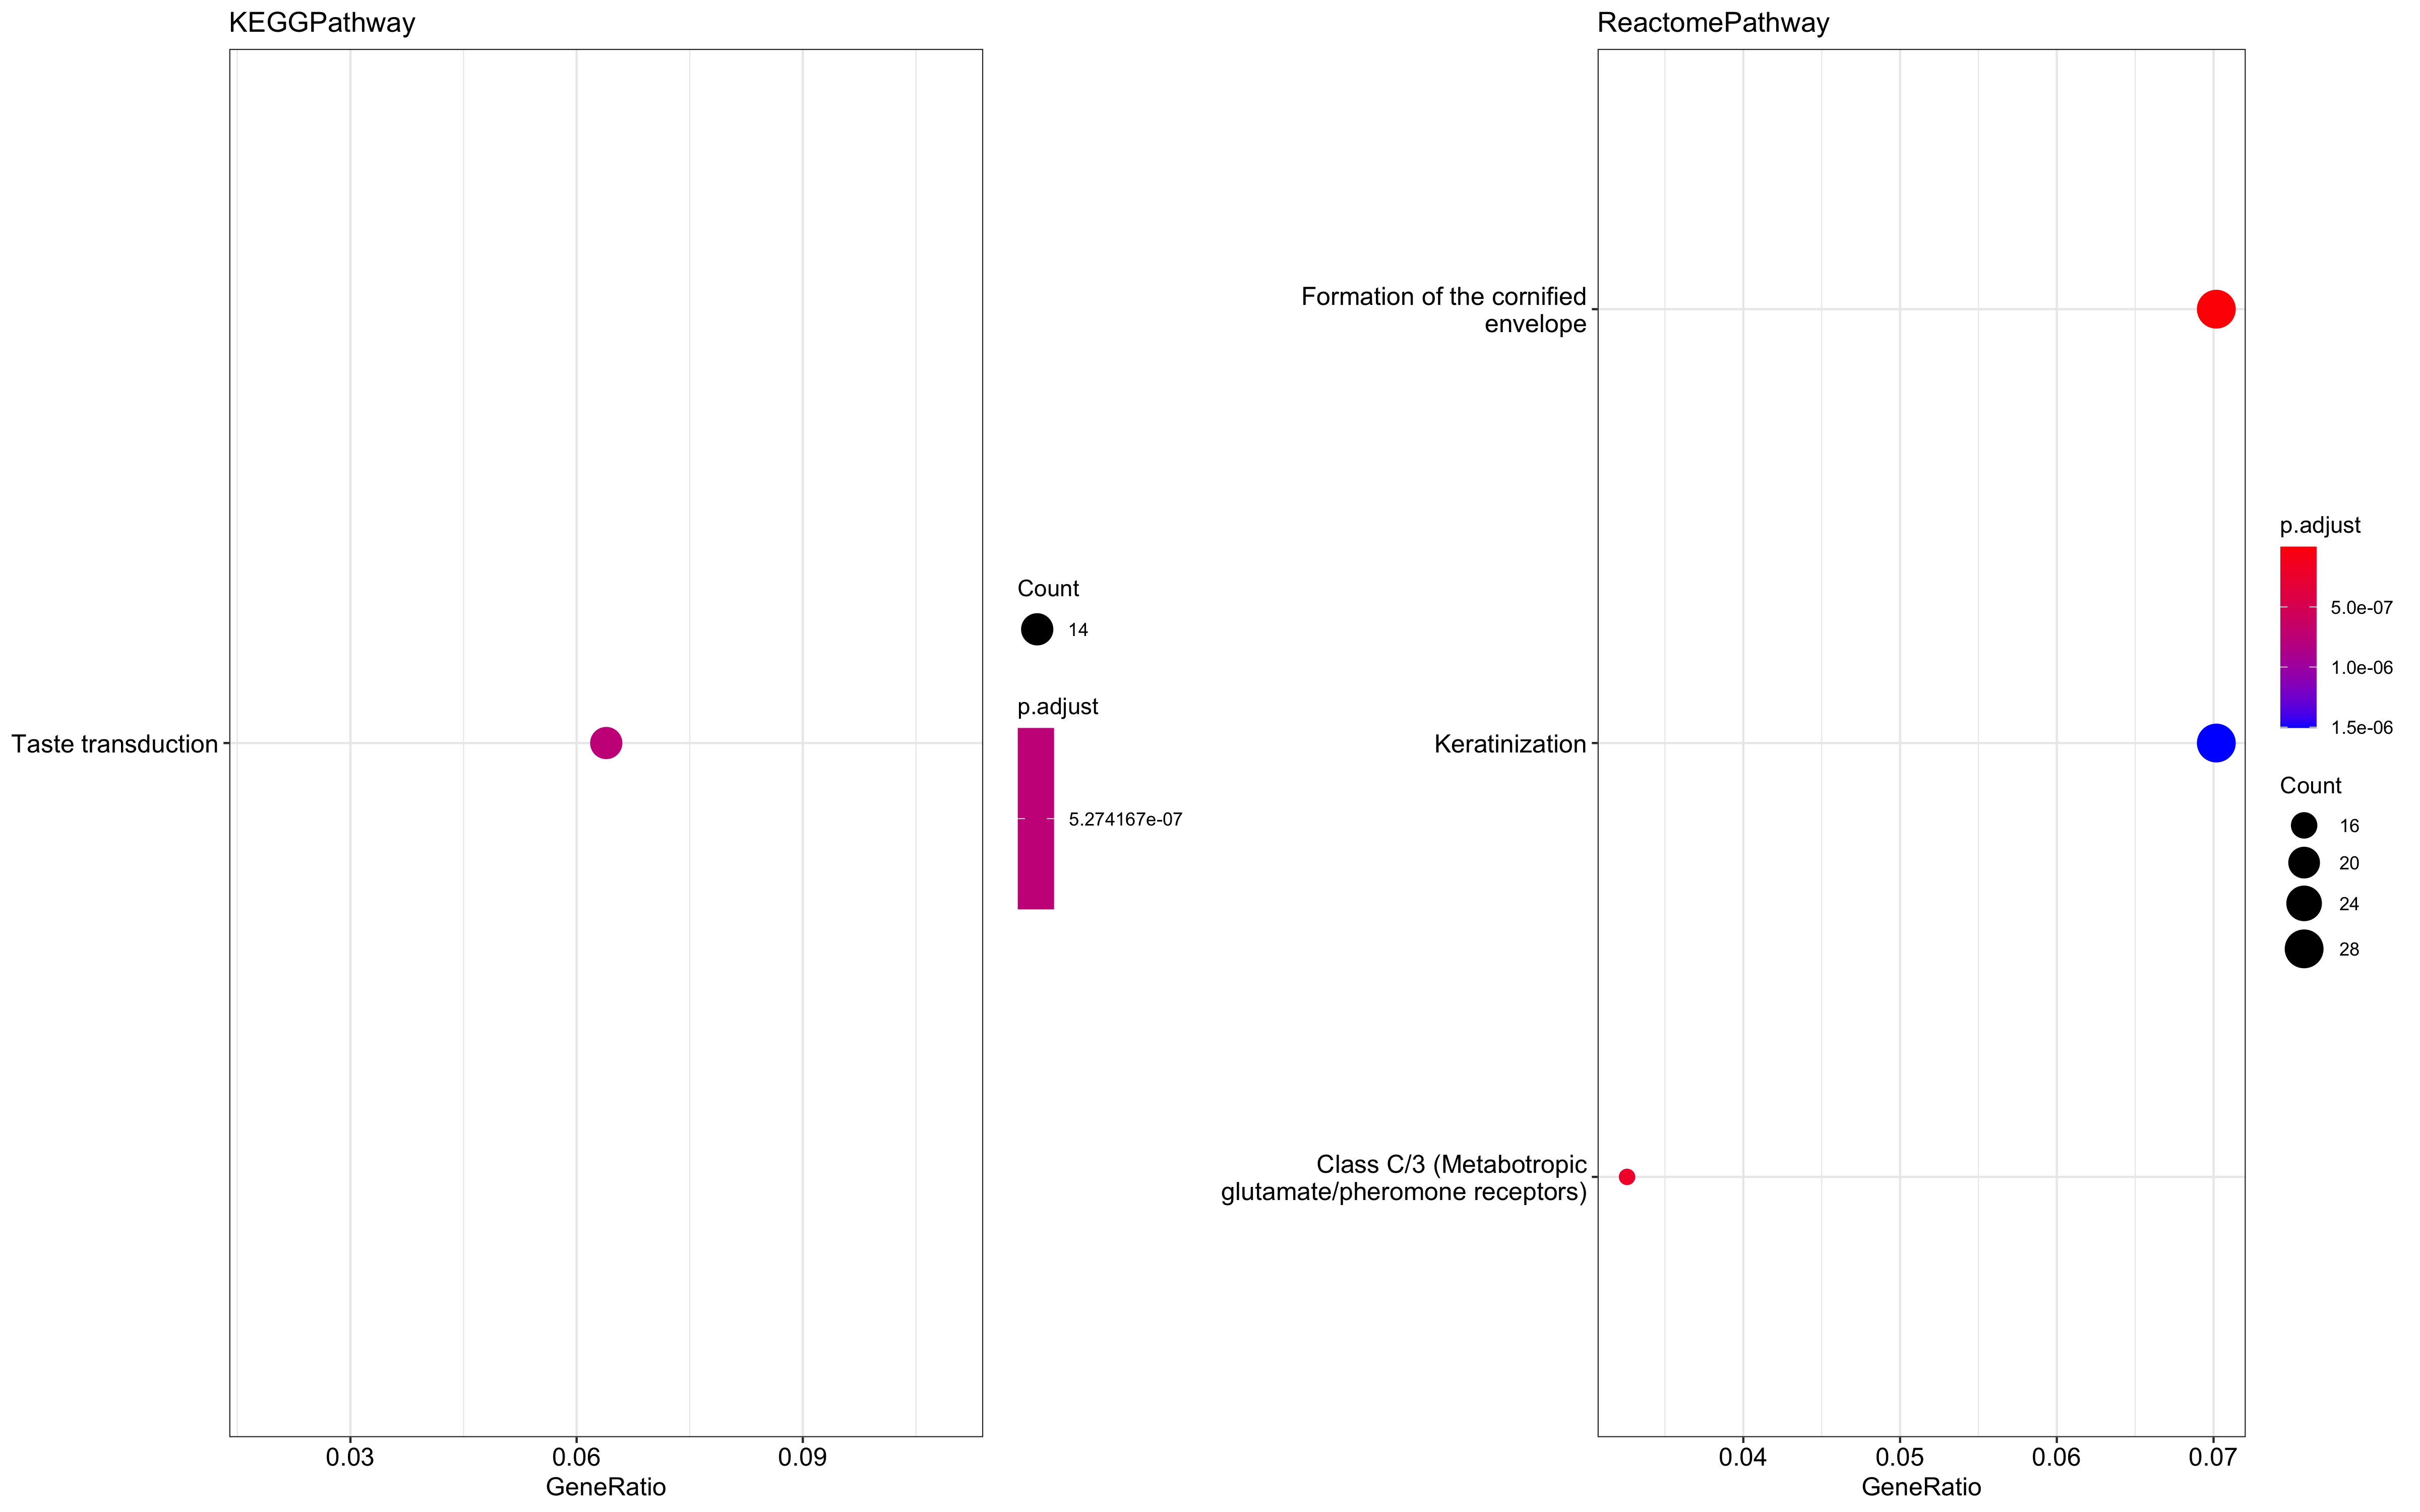 KEGGPathway
Taste transduction
0.03
0.06
0.09
GeneRatio
Count
14
p.adjust
5.274167e-07
ReactomePathway
Formation of the cornified
envelope
Keratinization
Class C/3 (Metabotropic
glutamate/pheromone receptors)
0.04
0.05
0.06
0.07
GeneRatio
p.adjust
5.0e-07
1.0e-06
1.5e-06
Count
16
20
24
28